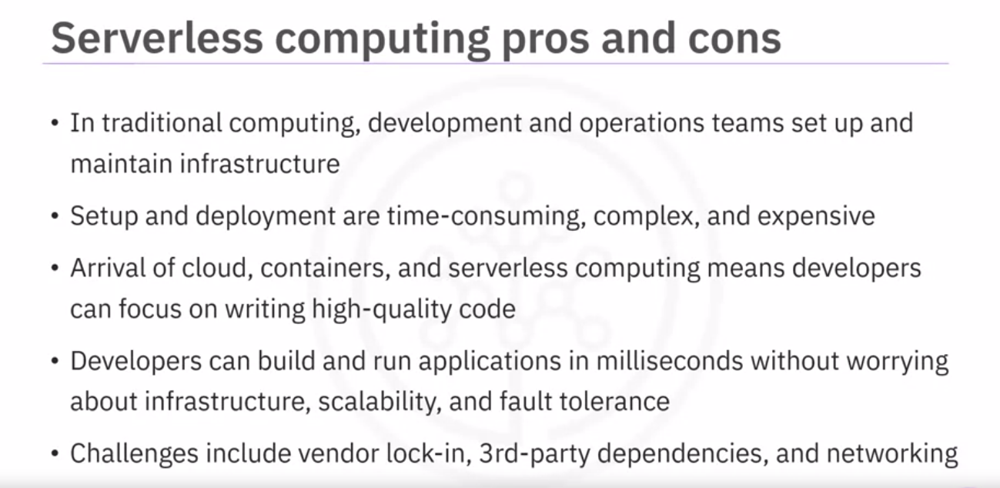 Serverless computing pros and cons
• In traditional computing, development and operations teams set up and
maintain infrastructure
• Setup and deployment are time-consuming, complex, and expensive
• Arrival of cloud, containers, and serverless computing means developers
can focus on writing high-quality code
• Developers can build and run applications in milliseconds without worrying
about infrastructure, scalability, and fault tolerance
• Challenges include vendor lock-in, 3rd-party dependencies, and networking